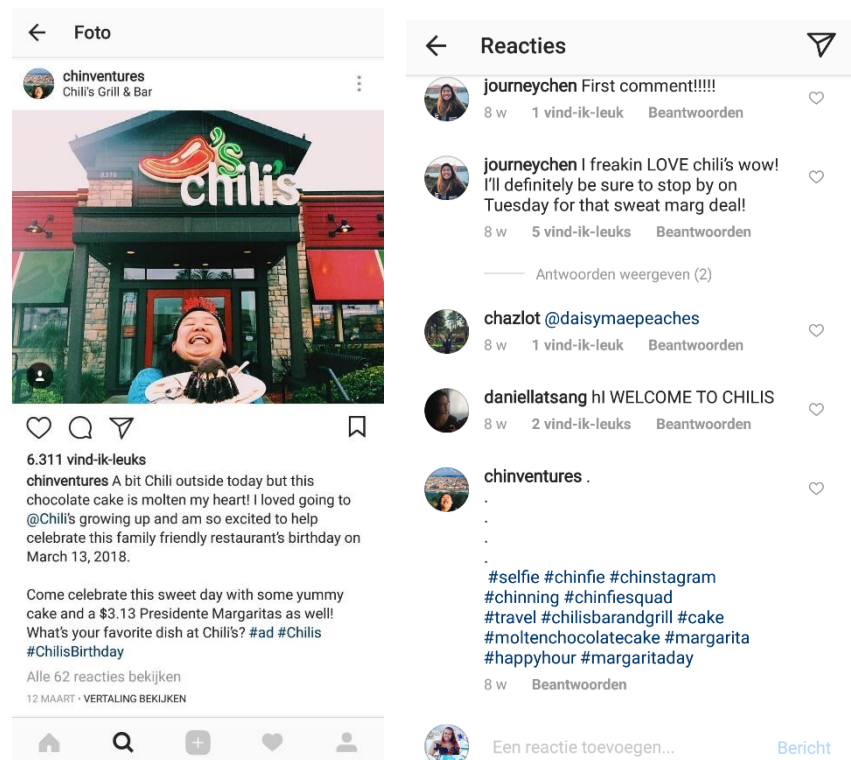 Foto
chinventures
Chili's Grill & Bar
8376
chili's
6.311 vind-ik-leuks
chinventures A bit Chili outside today but this
chocolate cake is molten my heart! I loved going to
@Chili's growing up and am so excited to help
celebrate this family friendly restaurant's birthday on
March 13, 2018.
Come celebrate this sweet day with some yummy
cake and a $3.13 Presidente Margaritas as well!
What's your favorite dish at Chili's? #ad #Chilis
#ChilisBirthday
Alle 62 reacties bekijken
12 MAART • VERTALING BEKIJKEN
Reacties
journeychen First comment!!!!!
8 w 1 vind-ik-leuk Beantwoorden
journeychen I freakin LOVE chili's wow!
I'll definitely be sure to stop by on
Tuesday for that sweat marg deal!
8 w 5 vind-ik-leuks Beantwoorden
Antwoorden weergeven (2)
chazlot @daisymaepeaches
8 w 1 vind-ik-leuk Beantwoorden
daniellatsang hI WELCOME TO CHILIS
8 w 2 vind-ik-leuks Beantwoorden
chinventures .
.
.
.
.
#selfie #chinfie #chinstagram
#chinning #chinfiesquad
#travel #chilisbarandgrill #cake
#moltenchocolatecake #margarita
#happyhour #margaritaday
8 w Beantwoorden
Een reactie toevoegen... Bericht